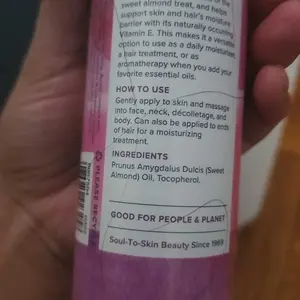 sweet almond treat, and helps
support skin and hair's moisture
barrier with its naturally occurring
Vitamin E. This makes it a versatile
option to use as a daily moisturiser,
a hair treatment, or as
aromatherapy when you add your
favorite essential oils.
HOW TO USE
Gently apply to skin and massage
into face, neck, décolletage, and
body. Can also be applied to ends
of hair for a moisturizing
treatment.
INGREDIENTS
Prunus Amygdalus Dulcis (Sweet
Almond) Oil, Tocopherol.
GOOD FOR PEOPLE & PLANET
Soul-To-Skin Beauty Since 1969
PLEASE RECY